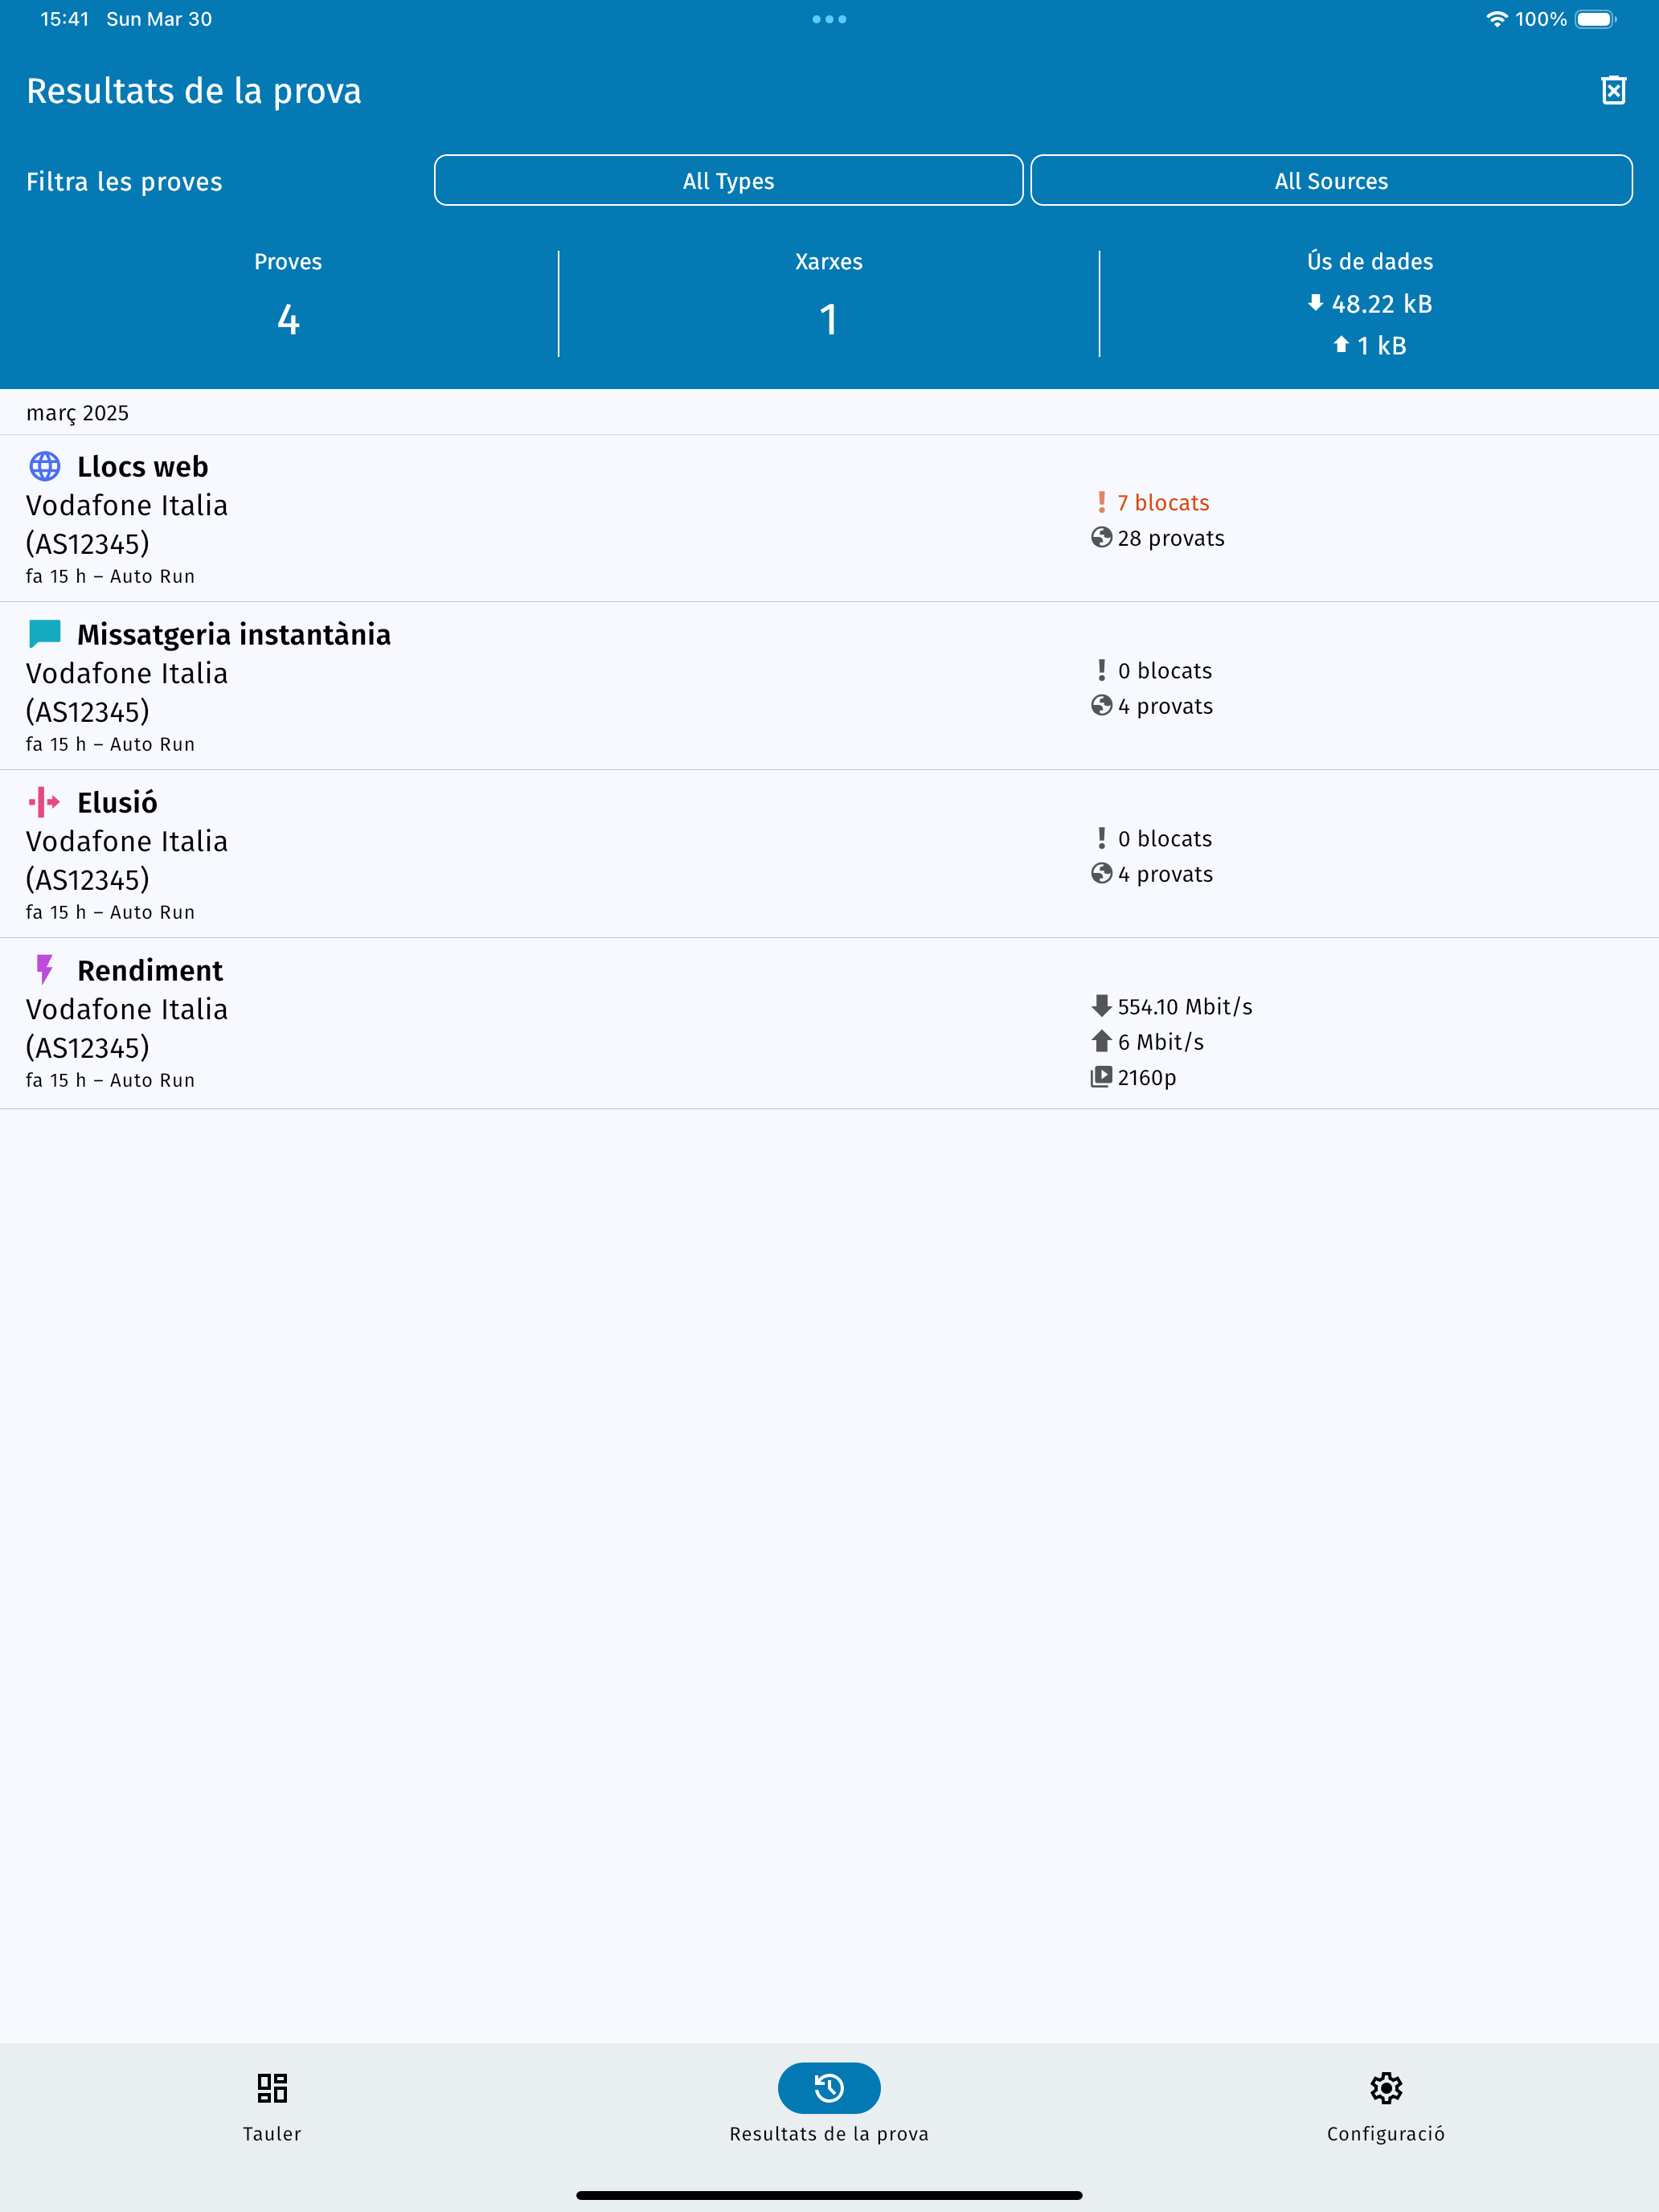 15:41 Sun Mar 30
100%
Resultats de la prova
Filtra les proves
All Types
All Sources
Proves
4
Xarxes
1
Ús de dades
48.22 kB
1 kB
març 2025
Llocs web
Vodafone Italia
(AS12345)
fa 15 h – Auto Run
7 blocats
28 provats
Missatgeria instantània
Vodafone Italia
(AS12345)
fa 15 h – Auto Run
0 blocats
4 provats
Elusió
Vodafone Italia
(AS12345)
fa 15 h – Auto Run
0 blocats
4 provats
Rendiment
Vodafone Italia
(AS12345)
fa 15 h – Auto Run
554.10 Mbit/s
6 Mbit/s
2160p
Tauler
Resultats de la prova
Configuració